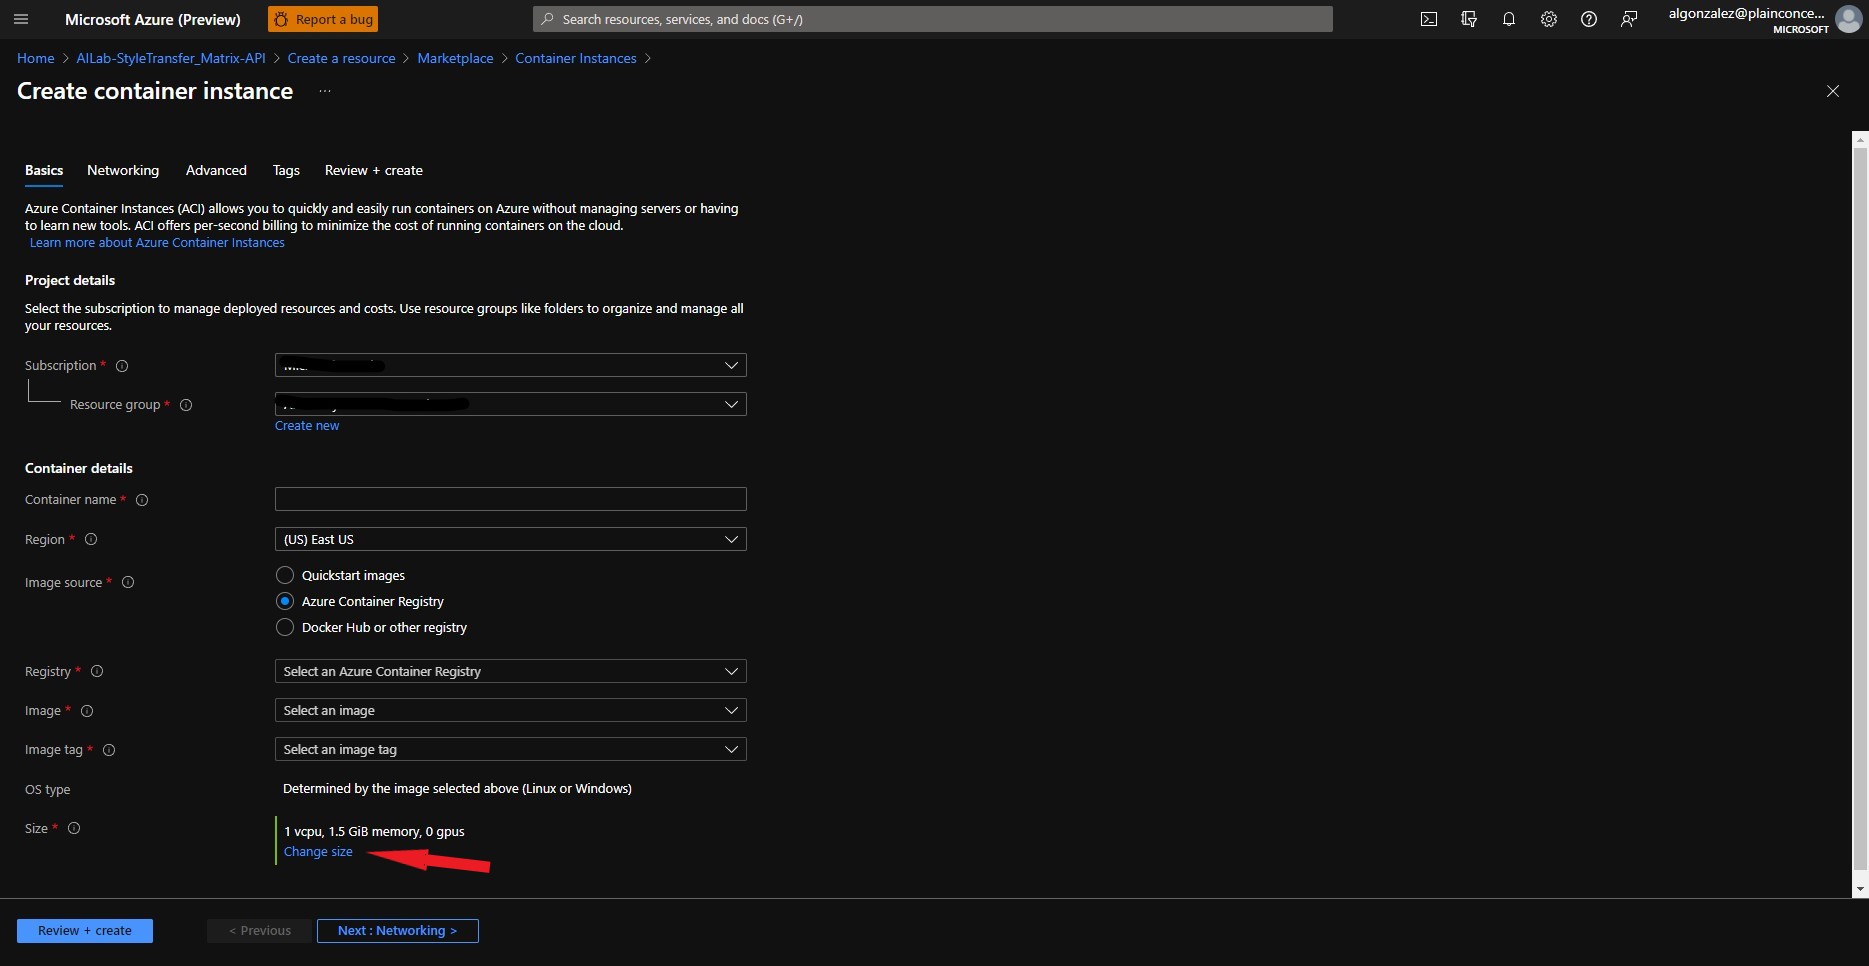 Microsoft Azure (Preview)
Report a bug
Search resources, services, and docs (G+/)
algonzalez@plainconce...
MICROSOFT
Home > AILab-StyleTransfer_Matrix-API > Create a resource > Marketplace > Container Instances >
Create container instance ...
Basics Networking Advanced Tags Review + create
Azure Container Instances (ACI) allows you to quickly and easily run containers on Azure without managing servers or having
to learn new tools. ACI offers per-second billing to minimize the cost of running containers on the cloud.
Learn more about Azure Container Instances
Project details
Select the subscription to manage deployed resources and costs. Use resource groups like folders to organize and manage all
your resources.
Subscription *
Resource group *
Create new
Container details
Container name *
Region * (US) East US
Image source * Quickstart images
Azure Container Registry
Docker Hub or other registry
Registry * Select an Azure Container Registry
Image * Select an image
Image tag * Select an image tag
OS type Determined by the image selected above (Linux or Windows)
Size * 1 vcpu, 1.5 GiB memory, 0 gpus
Change size
Review + create < Previous Next : Networking >